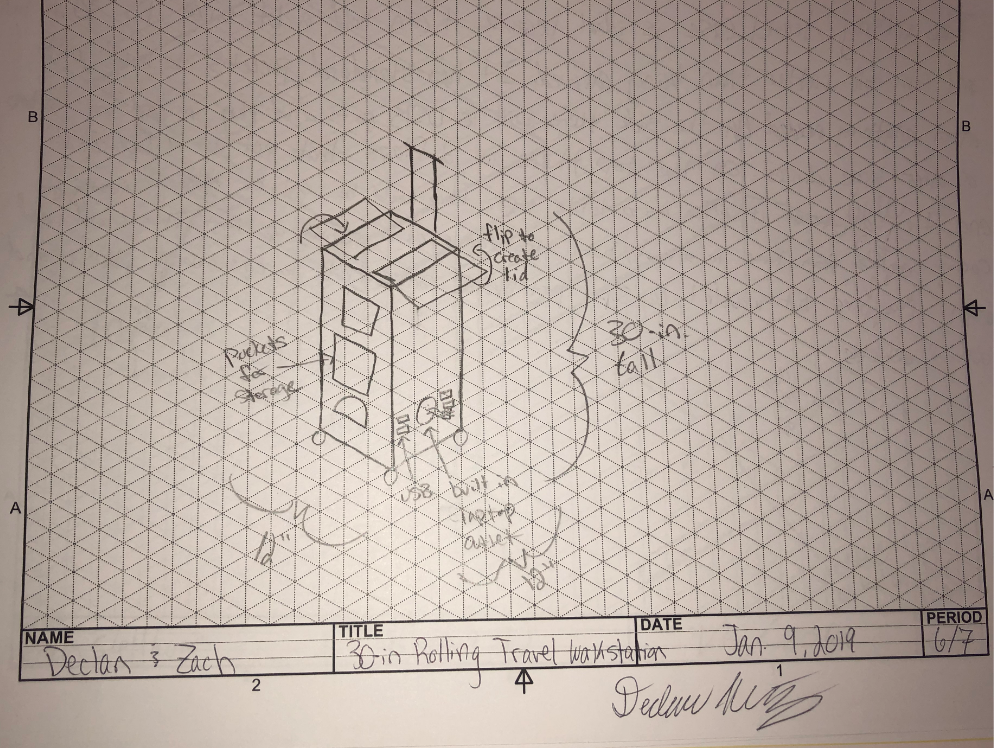 B
B
flip to
create
lid
30-in.
tall
Pockets
for
storage
USB
built in
laptop
outlet
12"
12"
A
A
NAME
Declan & Zach
TITLE
30-in Rolling Travel workstation
DATE
Jan. 9, 2019
PERIOD
6/7
2
1
Declan